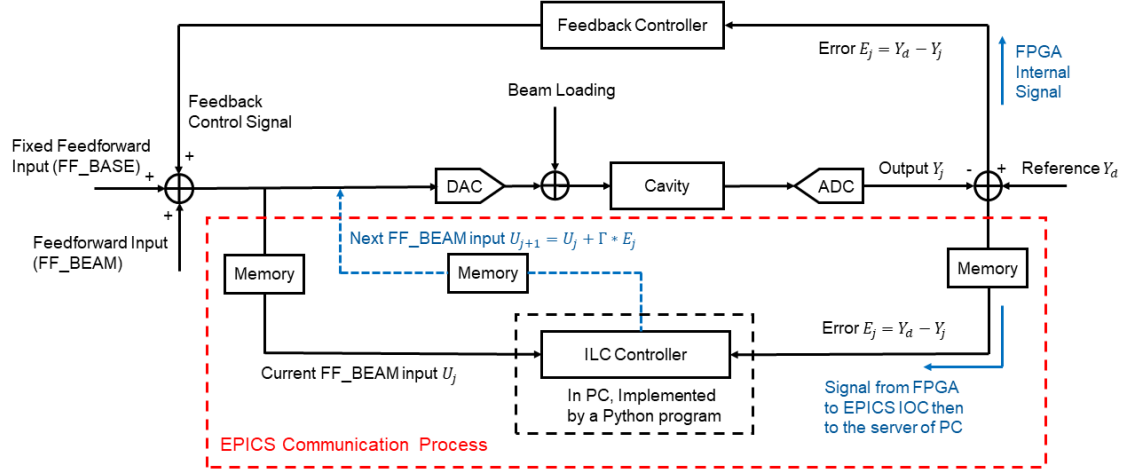 Feedback Controller
Error $E_j = Y_d - Y_j$
FPGA
Internal
Signal
Beam Loading
Feedback
Control Signal
Fixed Feedforward
Input (FF_BASE)
+
+
+
DAC
Cavity
ADC
Output $Y_j$
-
+
Reference $Y_d$
Feedforward Input
(FF_BEAM)
Next FF_BEAM input $U_{j+1} = U_j + \Gamma * E_j$
Memory
Memory
Memory
Error $E_j = Y_d - Y_j$
ILC Controller
Current FF_BEAM input $U_j$
In PC, Implemented
by a Python program
Signal from FPGA
to EPICS IOC then
to the server of PC
EPICS Communication Process